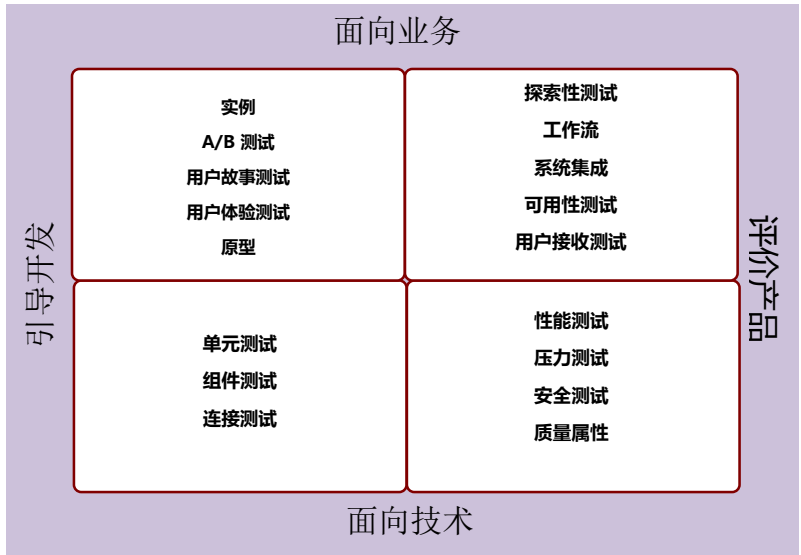 面向业务
实例
A/B 测试
用户故事测试
用户体验测试
原型
探索性测试
工作流
系统集成
可用性测试
用户接收测试
引导开发
评价产品
单元测试
组件测试
连接测试
性能测试
压力测试
安全测试
质量属性
面向技术